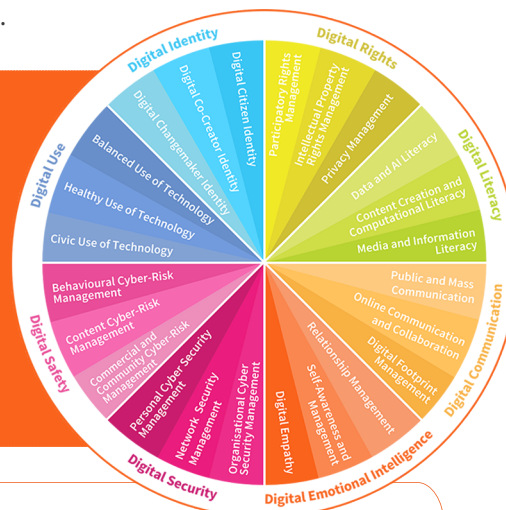 .
Digital Identity
Digital Citizen Identity
Digital Co-Creator Identity
Digital Changemaker Identity
Digital Rights
Participatory Rights
Management
Intellectual Property
Rights Management
Privacy Management
Digital Literacy
Data and AI Literacy
Content Creation and
Computational Literacy
Media and Information
Literacy
Digital Communication
Public and Mass
Communication
Online Communication
and Collaboration
Digital Footprint
Management
Digital Emotional Intelligence
Relationship Management
Self-Awareness and
Management
Digital Empathy
Digital Security
Organisational Cyber
Security Management
Network Security
Management
Personal Cyber Security
Management
Digital Safety
Commercial and
Community Cyber-Risk
Management
Content Cyber-Risk
Management
Behavioural Cyber-Risk
Management
Digital Use
Civic Use of Technology
Healthy Use of Technology
Balanced Use of Technology